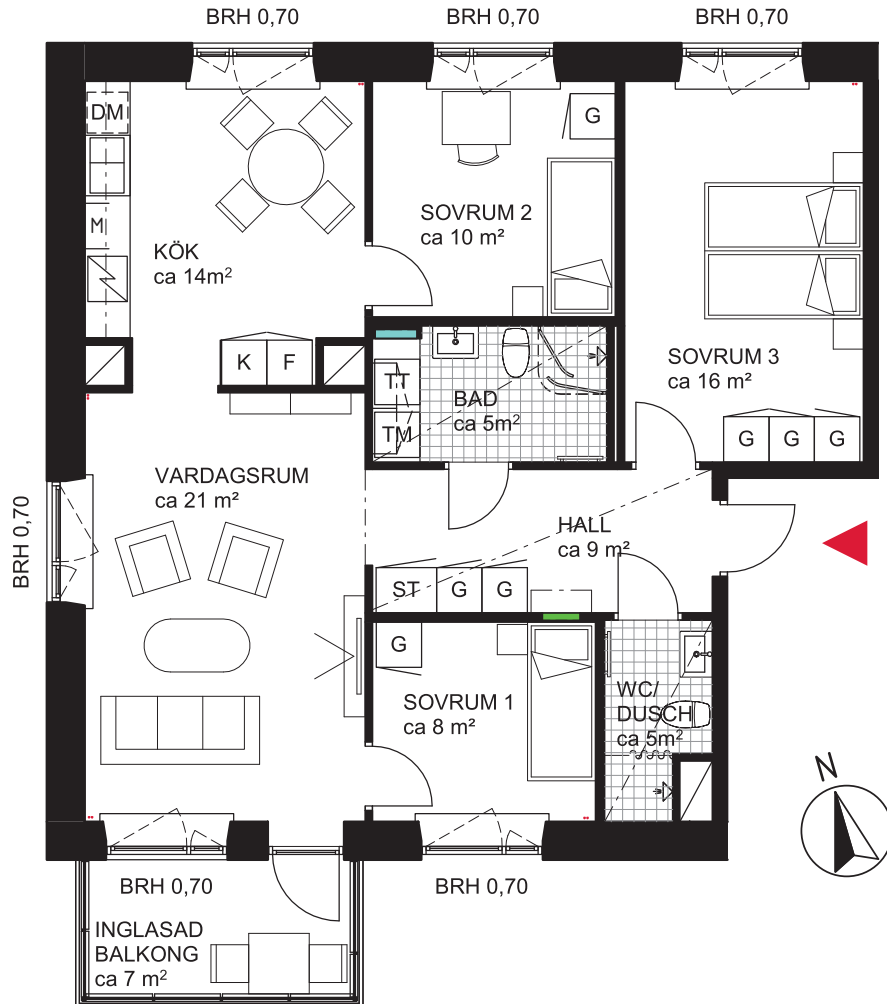 BRH 0,70
BRH 0,70
BRH 0,70
DM
G
M
SOVRUM 2
ca 10 m²
KÖK
ca 14m²
K
F
SOVRUM 3
ca 16 m²
TT
BAD
ca 5m²
TM
G
G
G
VARDAGSRUM
ca 21 m²
BRH 0,70
HALL
ca 9 m²
ST
G
G
G
SOVRUM 1
ca 8 m²
WC/
DUSCH
ca 5m²
N
BRH 0,70
BRH 0,70
INGLASAD
BALKONG
ca 7 m²